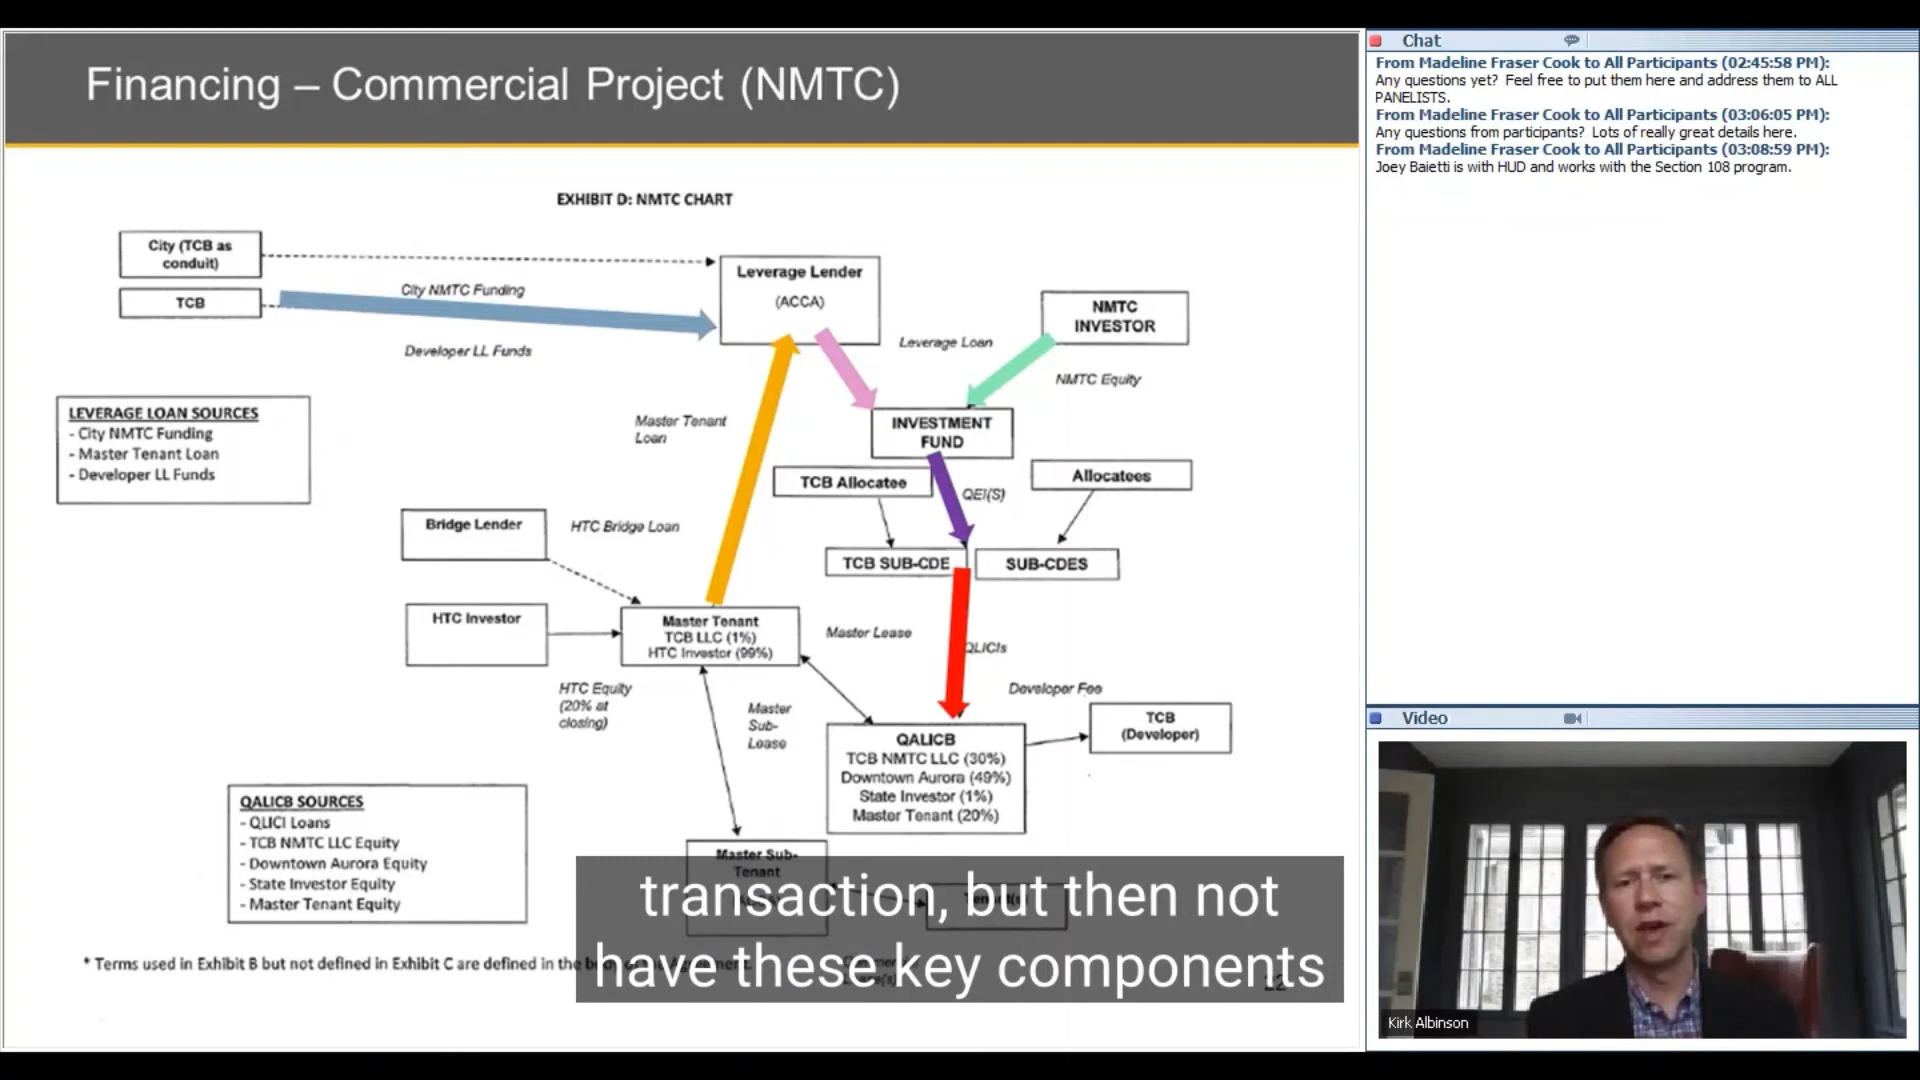 Financing – Commercial Project (NMTC)
EXHIBIT D: NMTC CHART
City (TCB as
conduit)
TCB
City NMTC Funding
Developer LL Funds
Leverage Lender
(ACCA)
Leverage Loan
NMTC
INVESTOR
NMTC Equity
LEVERAGE LOAN SOURCES
- City NMTC Funding
- Master Tenant Loan
- Developer LL Funds
Master Tenant
Loan
INVESTMENT
FUND
TCB Allocatee
QEI(S)
Allocatees
Bridge Lender
HTC Bridge Loan
TCB SUB-CDE
SUB-CDES
HTC Investor
Master Tenant
TCB LLC (1%)
HTC Investor (99%)
Master Lease
QLICIs
HTC Equity
(20% at
closing)
Master
Sub-
Lease
Developer Fee
TCB
(Developer)
QALICB
TCB NMTC LLC (30%)
Downtown Aurora (49%)
State Investor (1%)
Master Tenant (20%)
QALICB SOURCES
- QLICI Loans
- TCB NMTC LLC Equity
- Downtown Aurora Equity
- State Investor Equity
- Master Tenant Equity
Master Sub-
Tenant
* Terms used in Exhibit B but not defined in Exhibit C are defined in the
22
transaction, but then not
have these key components
Chat
From Madeline Fraser Cook to All Participants (02:45:58 PM):
Any questions yet? Feel free to put them here and address them to ALL
PANELISTS.
From Madeline Fraser Cook to All Participants (03:06:05 PM):
Any questions from participants? Lots of really great details here.
From Madeline Fraser Cook to All Participants (03:08:59 PM):
Joey Baietti is with HUD and works with the Section 108 program.
Video
Kirk Albinson